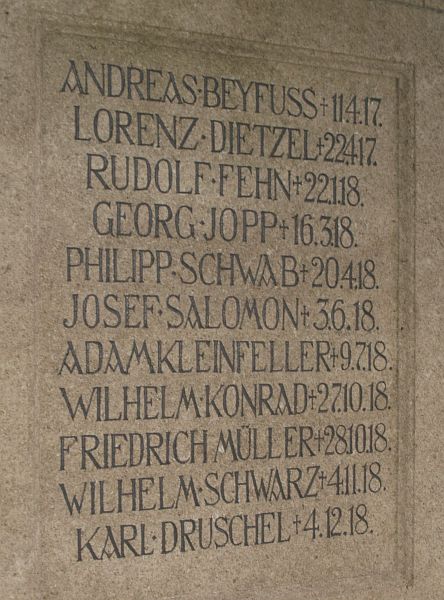 ANDREAS·BEYFUSS†11.4.17.
LORENZ·DIETZEL†22.4.17.
RUDOLF·FEHN†22.1.18.
GEORG·JOPP†16.3.18.
PHILIPP·SCHWAB†20.4.18.
JOSEF·SALOMON†3.6.18.
ADAM KLEINFELLER†9.7.18.
WILHELM·KONRAD†27.10.18.
FRIEDRICH MÜLLER†28.10.18.
WILHELM·SCHWARZ†4.11.18.
KARL·DRUSCHEL†4.12.18.